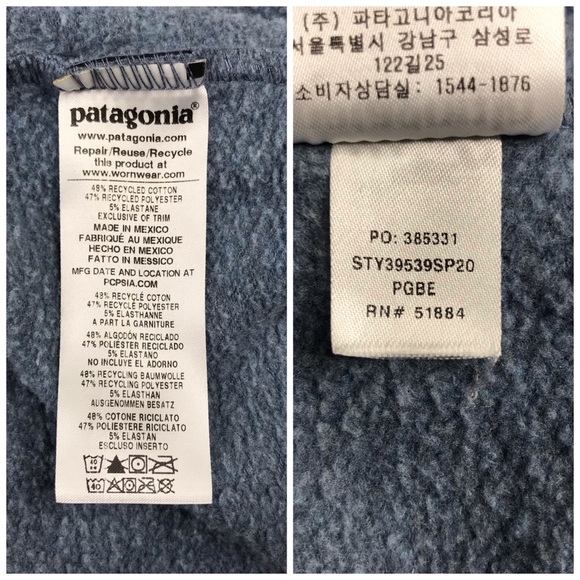 patagonia®
www.patagonia.com
Repair/Reuse/Recycle
this product at
www.wornwear.com
48% RECYCLED COTTON
47% RECYCLED POLYESTER
5% ELASTANE
EXCLUSIVE OF TRIM
MADE IN MEXICO
FABRIQUÉ AU MEXIQUE
HECHO EN MEXICO
FATTO IN MESSICO
MFG DATE AND LOCATION AT
PCPSIA.COM
48% RECYCLÉ COTON
47% RECYCLÉ POLYESTER
5% ELASTHANNE
A PART LA GARNITURE
48% ALGODÓN RECICLADO
47% POLIESTER RECICLADO
5% ELASTANO
NO INCLUYE EL ADORNO
48% RECYCLING BAUMWOLLE
47% RECYCLING POLYESTER
5% ELASTHAN
AUSGENOMMEN BESATZ
48% COTONE RICICLATO
47% POLIESTERE RICICLATO
5% ELASTAN
ESCLUSO INSERTO
40
40
(주) 파타고니아코리아
서울특별시 강남구 삼성로
122길25
소비자상담실: 1544-1876
PO: 385331
STY39539SP20
PGBE
RN# 51884